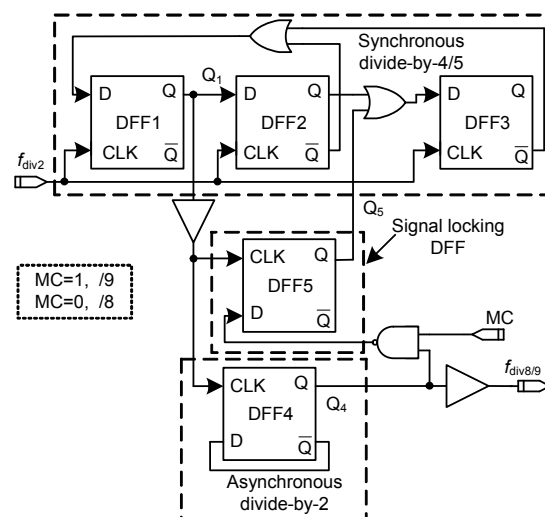 Synchronous
divide-by-4/5
Q1
D Q
DFF1
CLK Q
D Q
DFF2
CLK Q
D Q
DFF3
CLK Q
fdiv2
Q5
Signal locking
DFF
CLK Q
DFF5
D Q
MC=1, /9
MC=0, /8
MC
CLK Q
DFF4
D Q
Q4
fdiv8/9
Asynchronous
divide-by-2